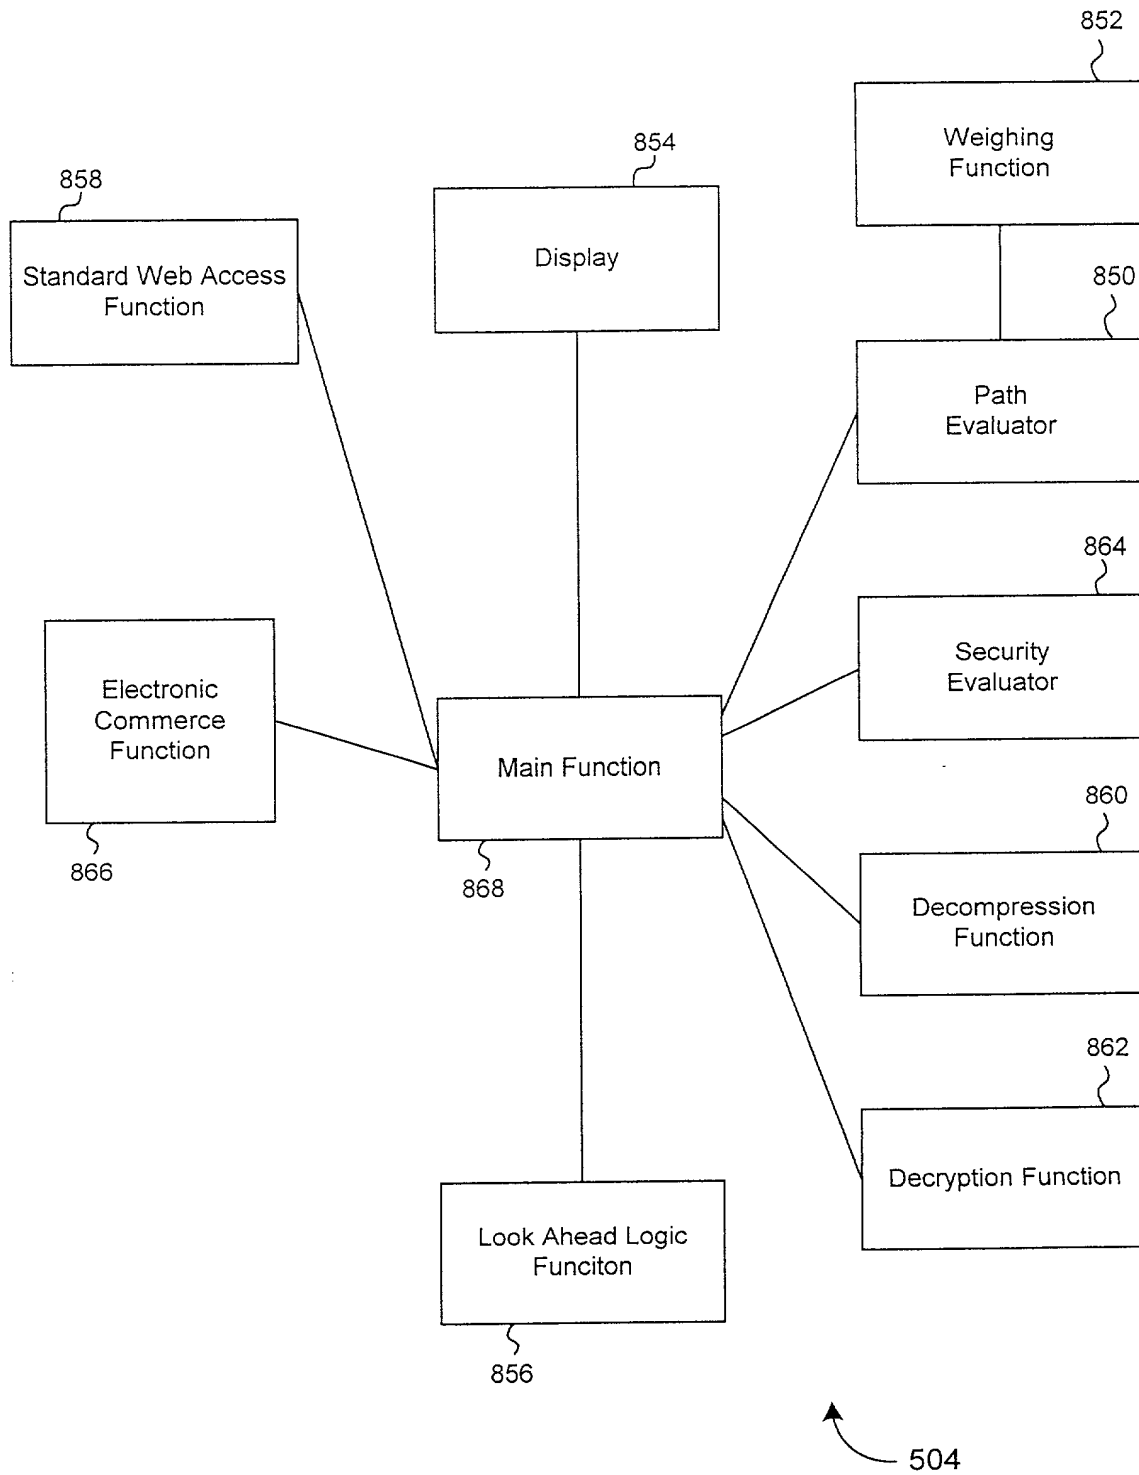 852
Weighing
Function
854
858
Display
Standard Web Access
Function
850
Path
Evaluator
864
Security
Evaluator
Electronic
Commerce
Function
Main Function
860
866
868
Decompression
Function
862
Decryption Function
Look Ahead Logic
Funciton
856
504